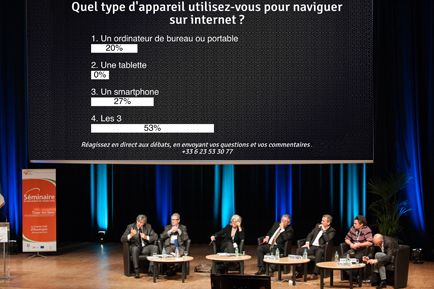 Quel type d'appareil utilisez-vous pour naviguer
sur internet ?
1. Un ordinateur de bureau ou portable
20%
2. Une tablette
0%
3. Un smartphone
27%
4. Les 3
53%
Réagissez en direct aux débats, en envoyant vos questions et vos commentaires
+33 6 23 53 30 77
Séminaire